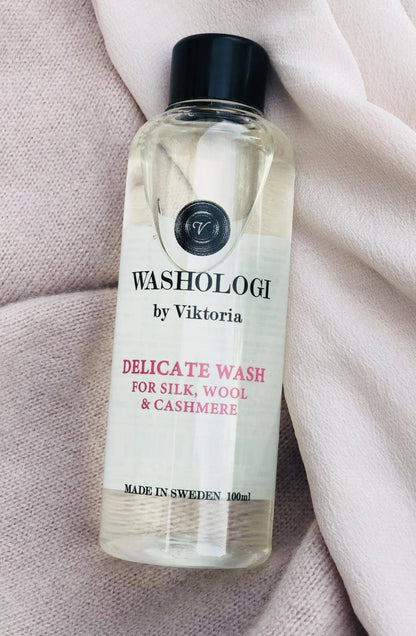 V
WASHOLOGI
by Viktoria
DELICATE WASH
FOR SILK, WOOL
& CASHMERE
MADE IN SWEDEN 100ml